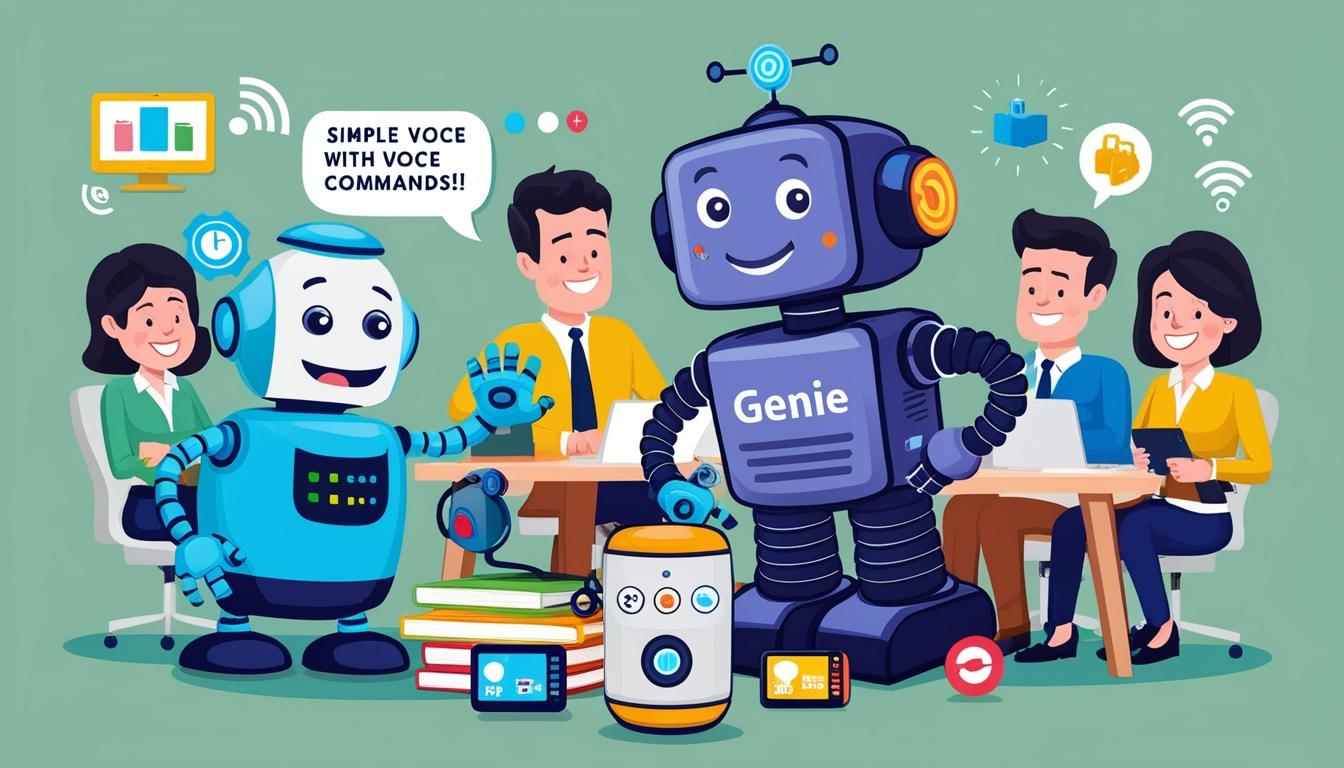 SIMPLE VOCE
WITH VOCE
COMMANDS!!
Genie